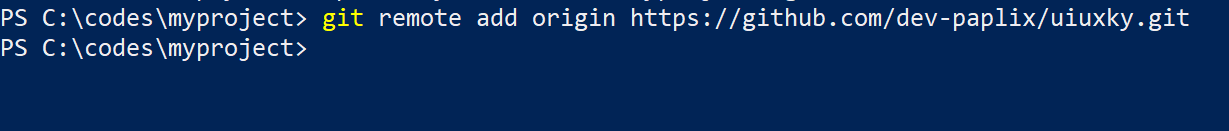 PS C:\codes\myproject> git remote add origin https://github.com/dev-paplix/uiuxky.git
PS C:\codes\myproject>